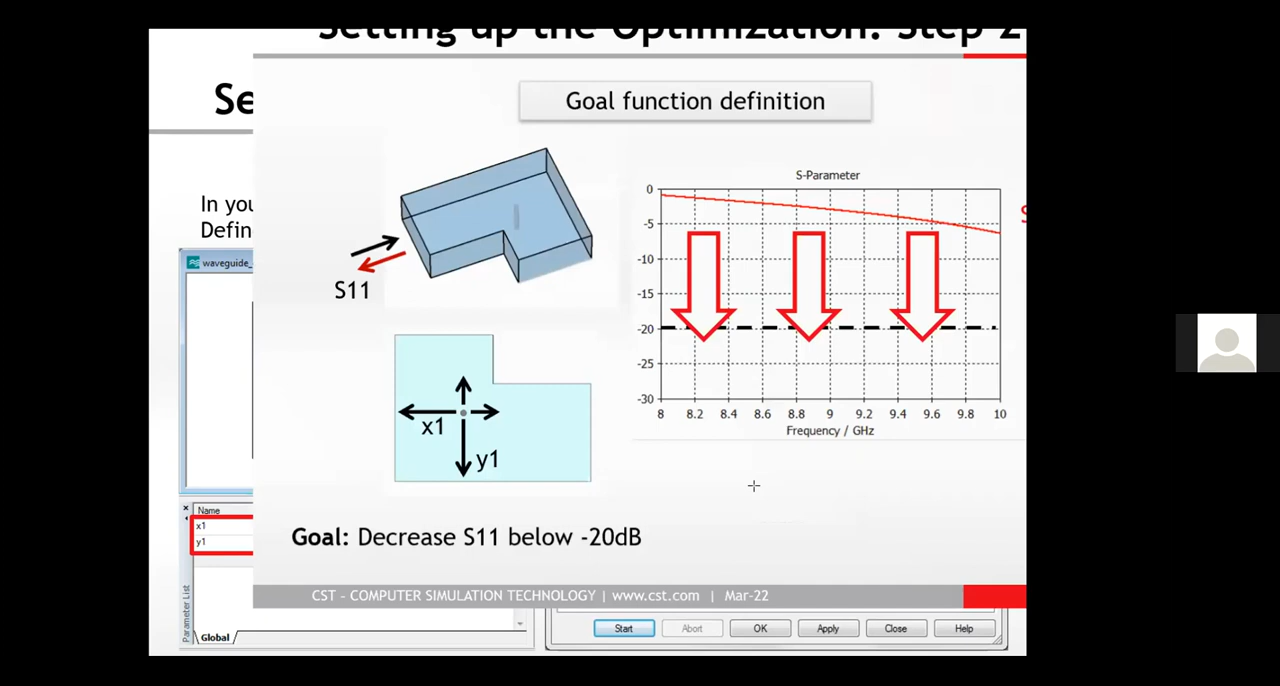 Setting up the Optimization: Step 2
Se
Goal function definition
In you
Defin
waveguide_
S11
x1
y1
S-Parameter
0
-5
-10
-15
-20
-25
-30
8 8.2 8.4 8.6 8.8 9 9.2 9.4 9.6 9.8 10
Frequency / GHz
Name
x1
y1
Goal: Decrease S11 below -20dB
CST - COMPUTER SIMULATION TECHNOLOGY | www.cst.com | Mar-22
Parameter List
Global
Start Abort OK Apply Close Help